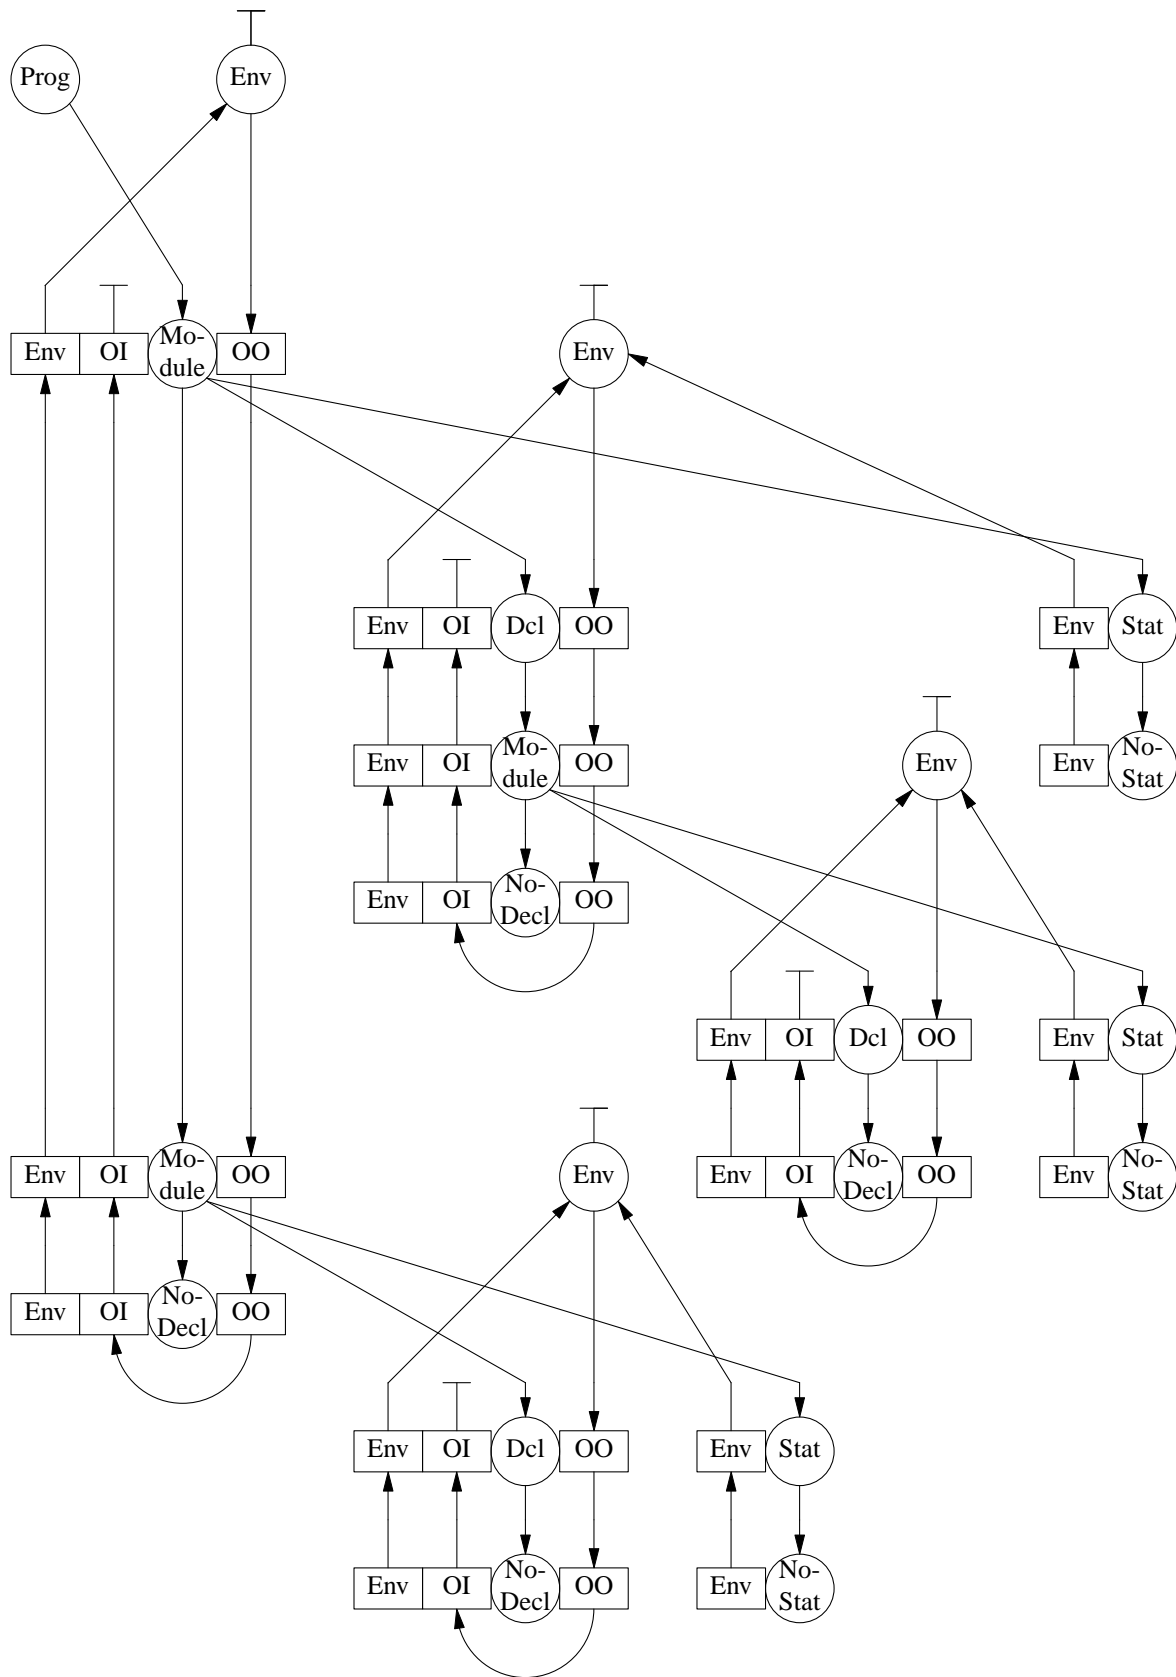 Prog Env
Env OI Mo-
dule OO Env
Env OI Dcl OO Env Stat
Env OI Mo-
dule OO Env Env No-
Stat
Env OI No-
Decl OO
Env OI Dcl OO Env Stat
Env OI Mo-
dule OO Env Env OI No-
Decl OO Env No-
Stat
Env OI No-
Decl OO
Env OI Dcl OO Env Stat
Env OI No-
Decl OO Env No-
Stat